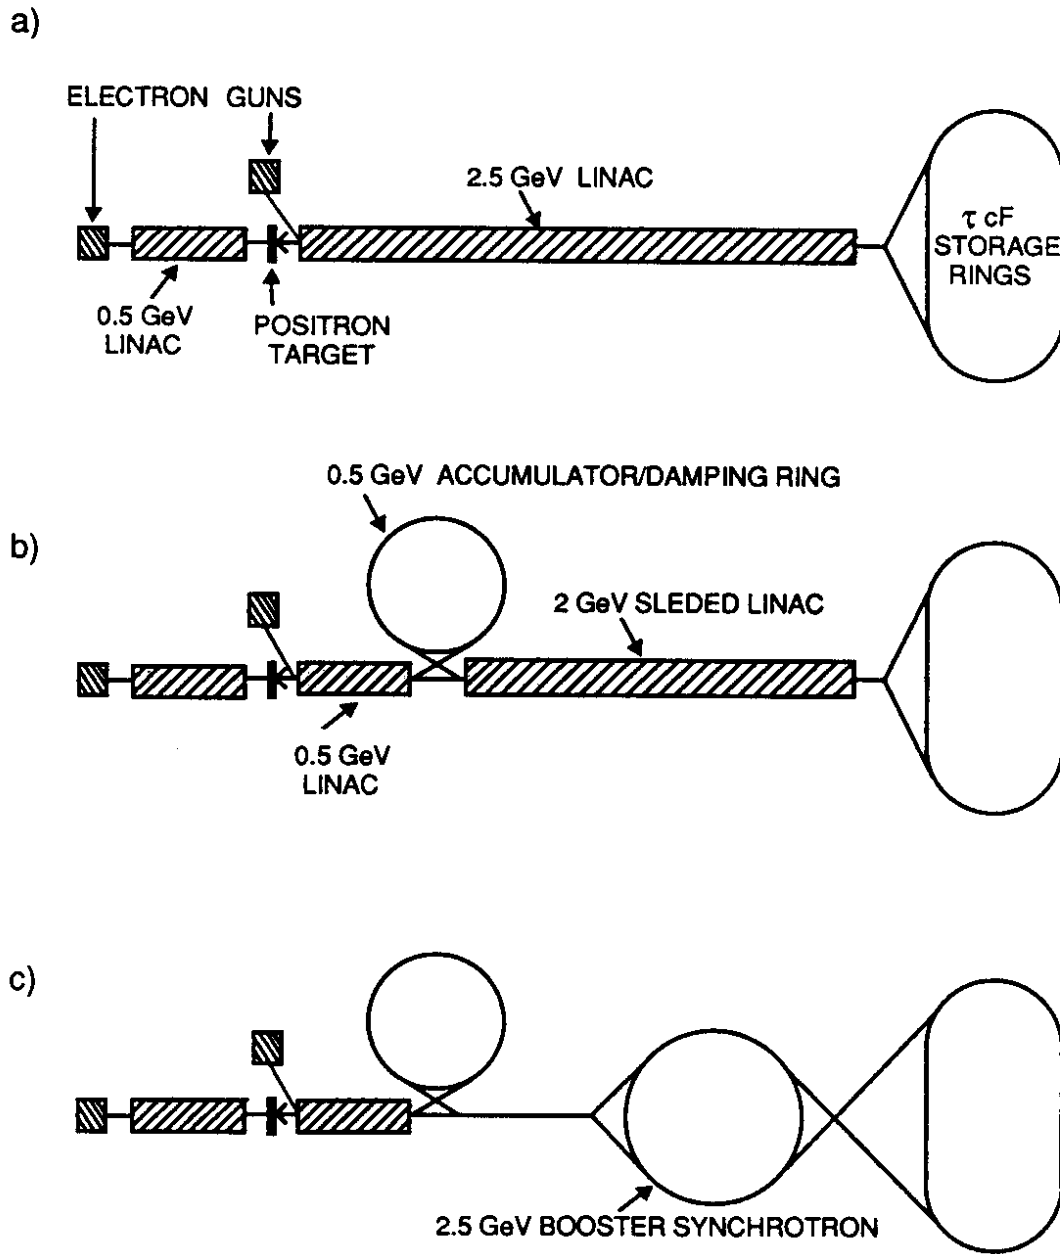 a)
ELECTRON GUNS
2.5 GeV LINAC
τ cF
STORAGE
RINGS
0.5 GeV
LINAC
POSITRON
TARGET
0.5 GeV ACCUMULATOR/DAMPING RING
b)
2 GeV SLEDED LINAC
0.5 GeV
LINAC
c)
2.5 GeV BOOSTER SYNCHROTRON